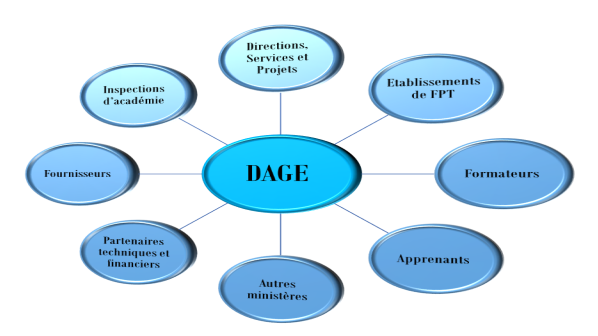 Directions,
Services et
Projets
Inspections
d'académie
Etablissements
de FPT
DAGE
Fournisseurs
Formateurs
Partenaires
techniques et
financiers
Apprenants
Autres
ministères